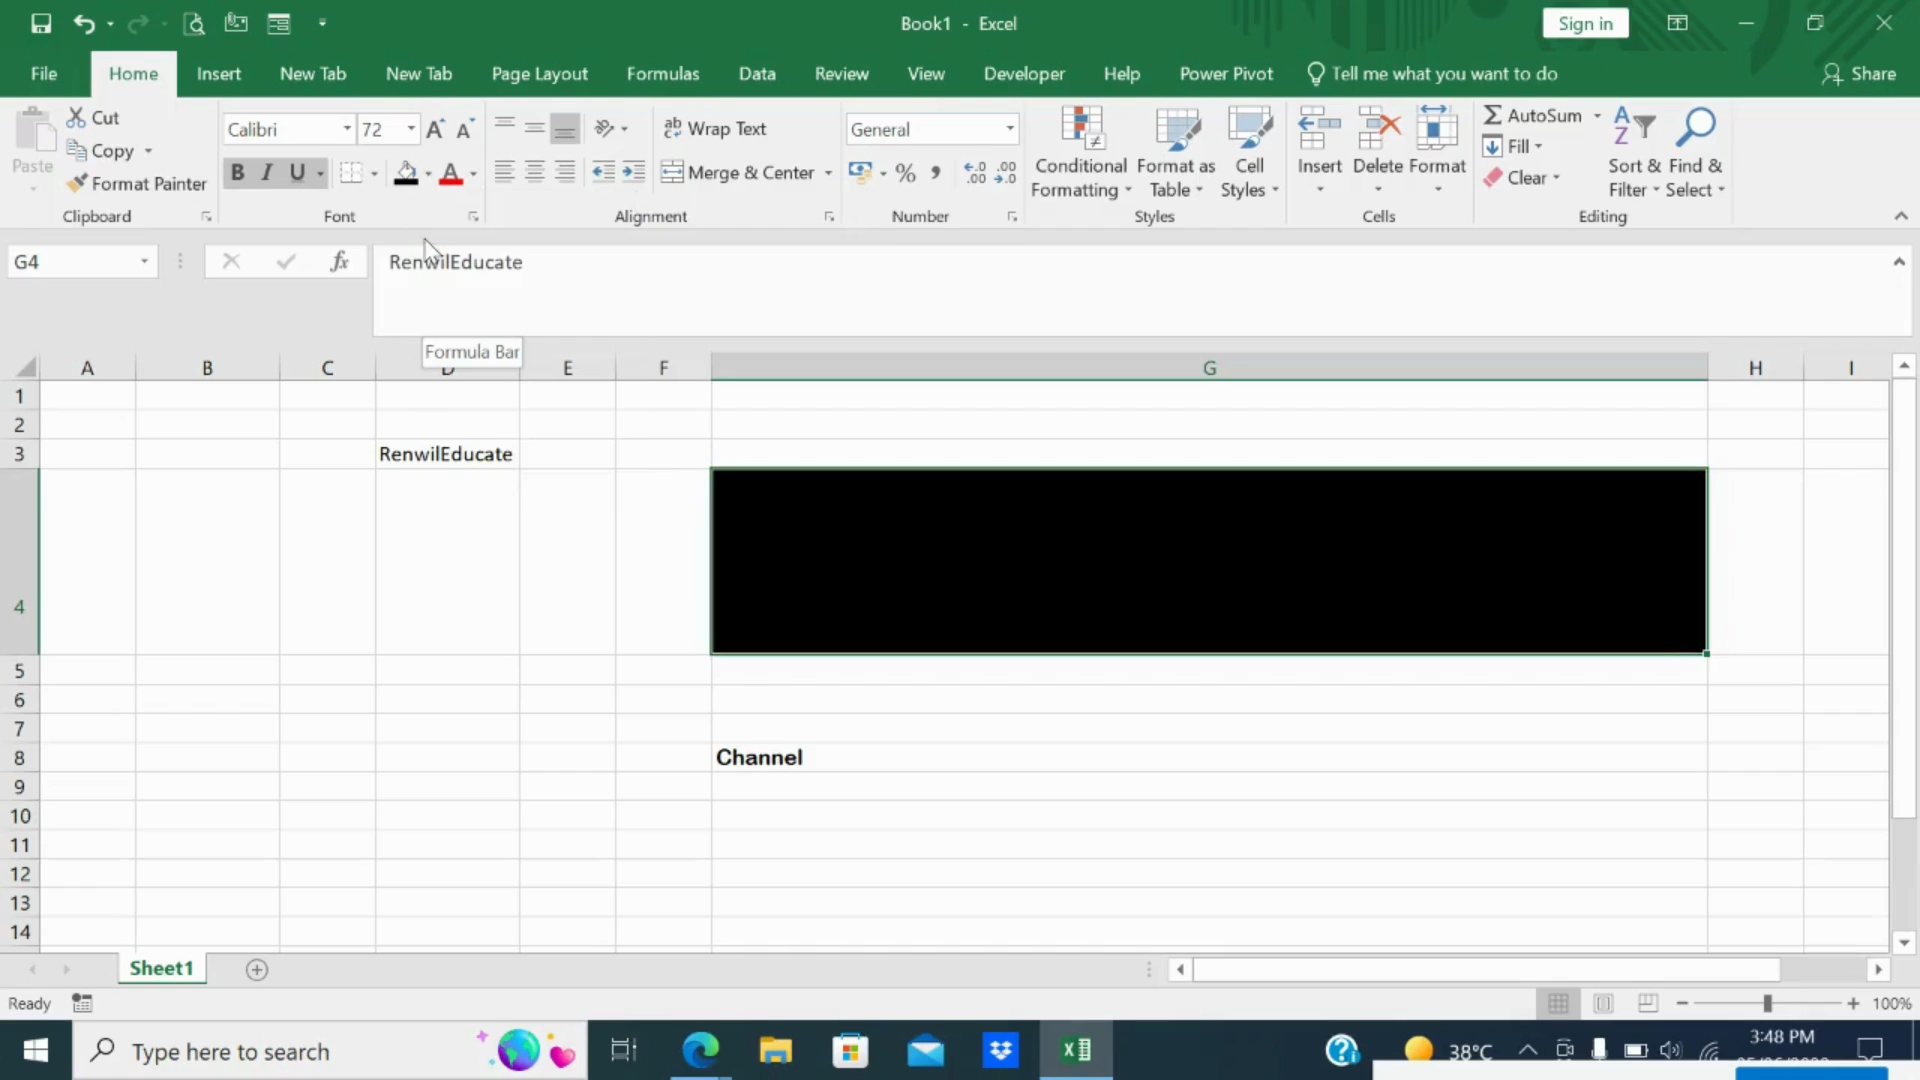 Book1 - Excel
Sign in
File Home Insert New Tab New Tab Page Layout Formulas Data Review View Developer Help Power Pivot Tell me what you want to do Share
Paste
Cut
Copy
Format Painter
Clipboard
Calibri 72
B I U
Font
Wrap Text
Merge & Center
Alignment
General
%
Number
Conditional Formatting
Format as Table
Cell Styles
Styles
Insert Delete Format
Cells
AutoSum
Fill
Clear
Sort & Filter
Find & Select
Editing
G4 fx RenwilEducate
Formula Bar
A B C D E F G H I
1
2
3 RenwilEducate
4
5
6
7
8 Channel
9
10
11
12
13
14
Sheet1
Ready 100%
Type here to search 38°C 3:48 PM